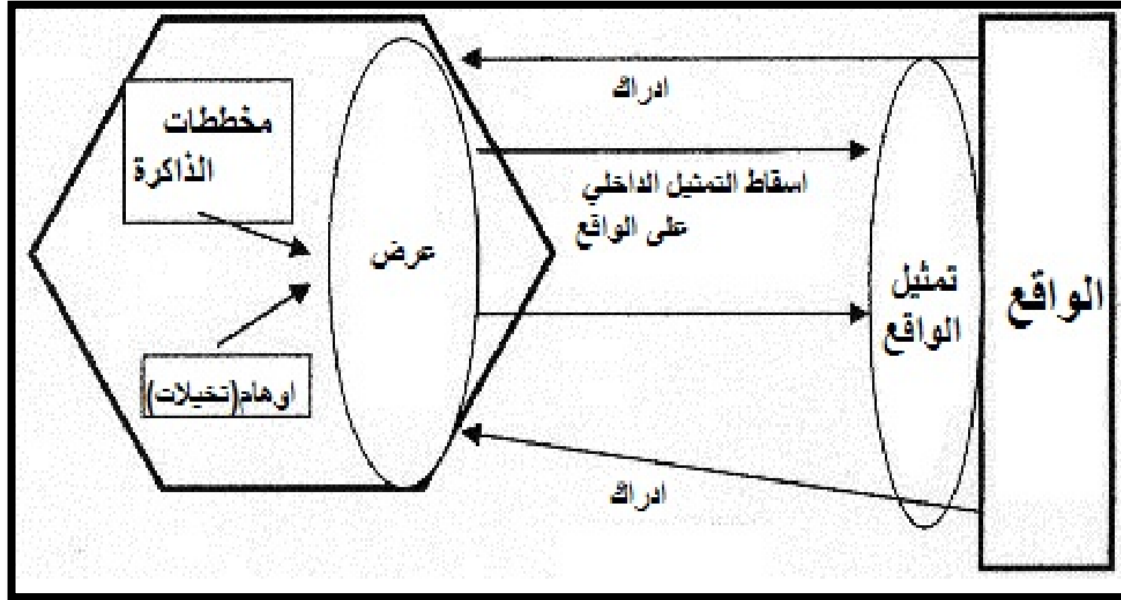 ادراك
مخططات
الذاكرة
اسقاط التمثيل الداخلي
على الواقع
عرض
تمثيل
الواقع
الواقع
اوهام(تخيلات)
ادراك